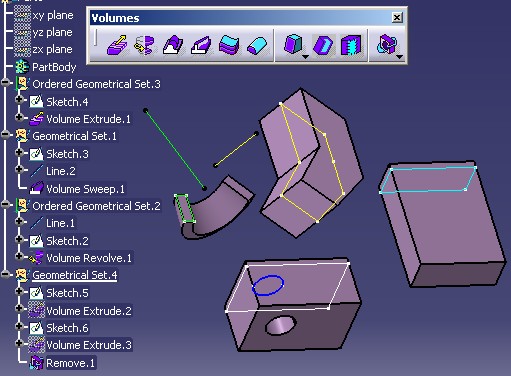 xy plane
yz plane
zx plane
PartBody
Ordered Geometrical Set.3
Sketch.4
Volume Extrude.1
Geometrical Set.1
Sketch.3
Line.2
Volume Sweep.1
Ordered Geometrical Set.2
Line.1
Sketch.2
Volume Revolve.1
Geometrical Set.4
Sketch.5
Volume Extrude.2
Sketch.6
Volume Extrude.3
Remove.1
Volumes